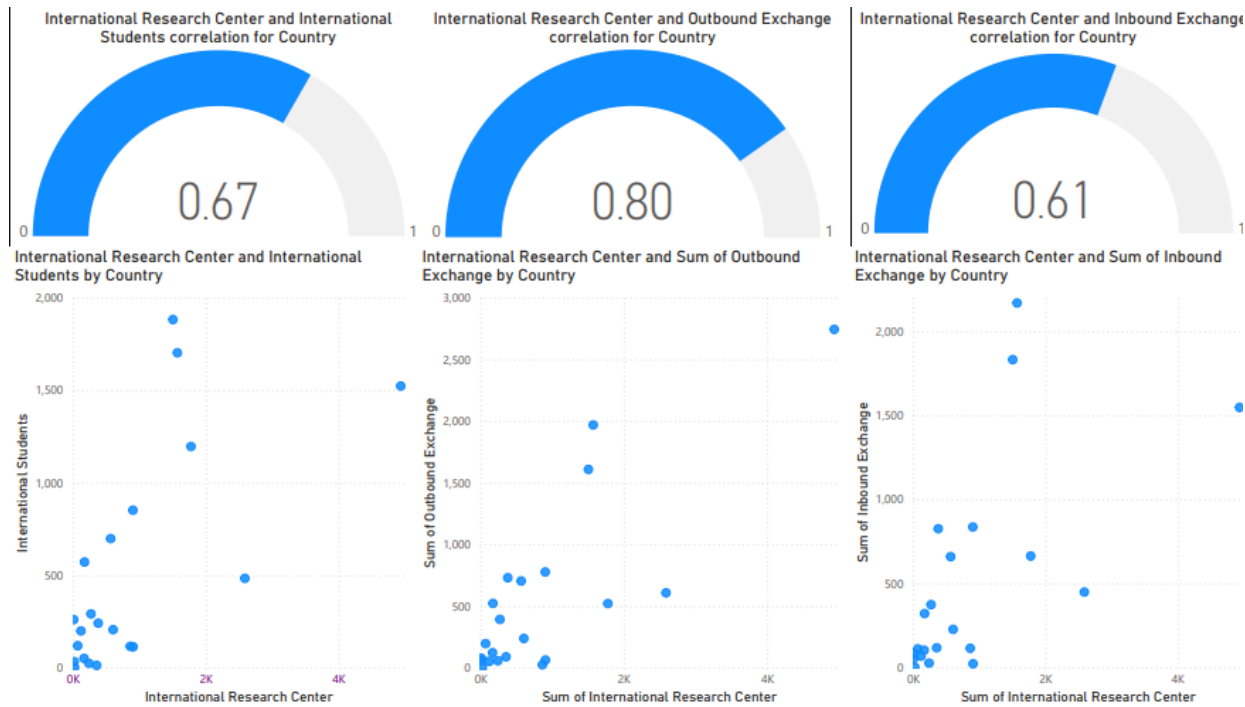 International Research Center and International
Students correlation for Country
0.67
0
1
International Research Center and Outbound Exchange
correlation for Country
0.80
0
1
International Research Center and Inbound Exchange
correlation for Country
0.61
0
1
International Research Center and International
Students by Country
2,000
1,500
1,000
500
0
0K
2K
4K
International Students
International Research Center
International Research Center and Sum of Outbound
Exchange by Country
3,000
2,500
2,000
1,500
1,000
500
0
0K
2K
4K
Sum of Outbound Exchange
Sum of International Research Center
International Research Center and Sum of Inbound
Exchange by Country
2,000
1,500
1,000
500
0
0K
2K
4K
Sum of Inbound Exchange
Sum of International Research Center